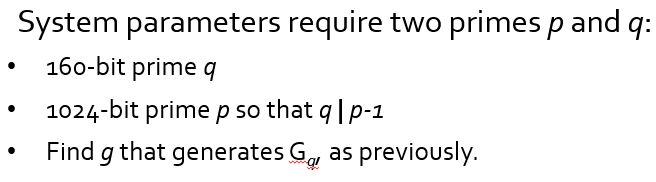 System parameters require two primes p and q:
• 160-bit prime q
• 1024-bit prime p so that q | p-1
• Find g that generates G_q, as previously.